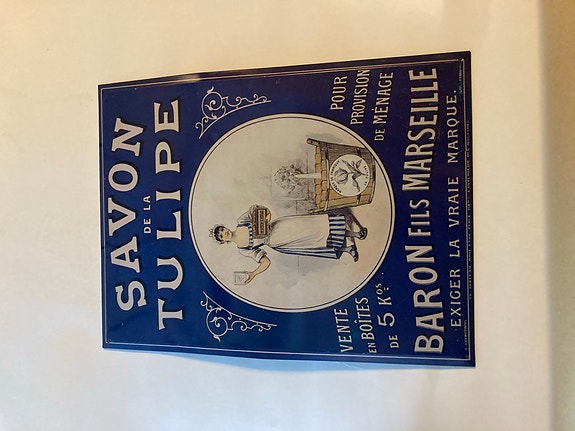 SAVON
DE LA
TULIPE
VENTE
EN BOÎTES
DE 5 KOS
POUR
PROVISION
DE MÉNAGE
BARON FILS MARSEILLE
EXIGER LA VRAIE MARQUE.